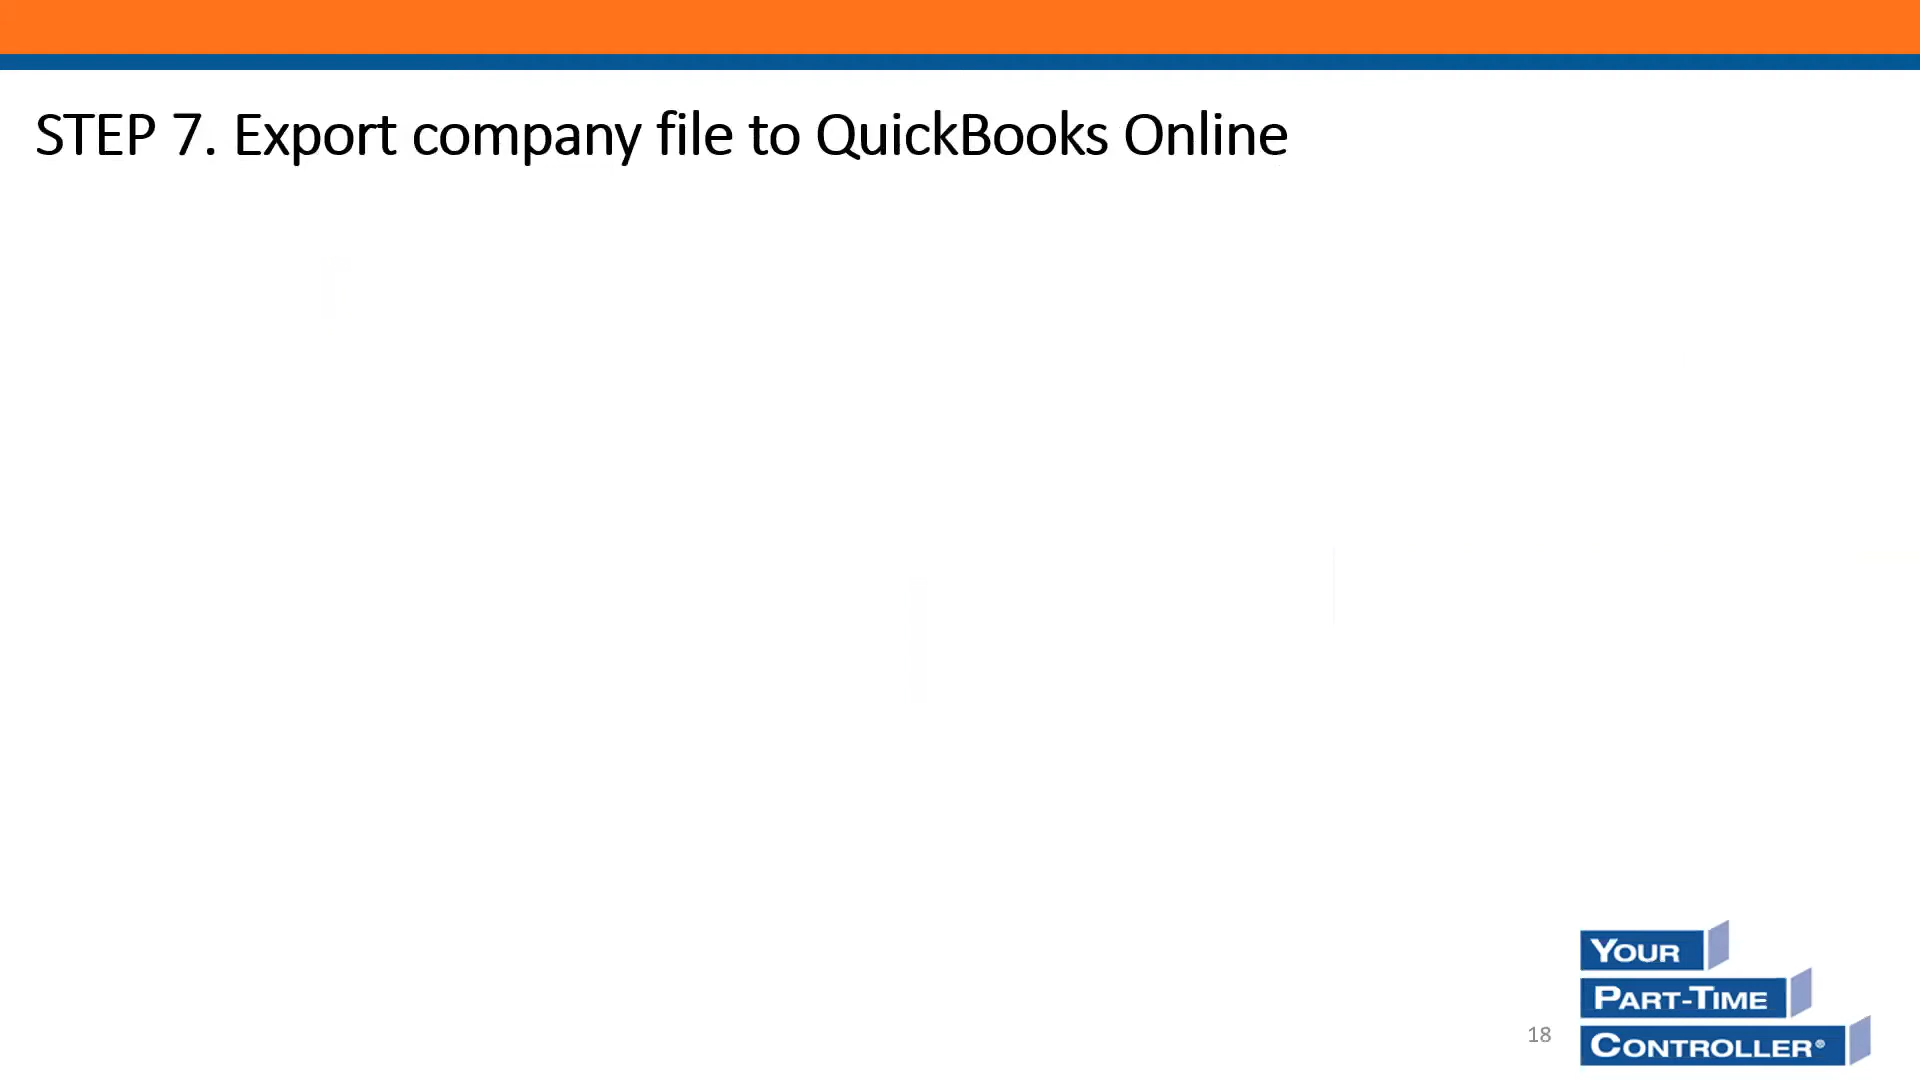 STEP 7. Export company file to QuickBooks Online
YOUR
PART-TIME
18
CONTROLLER®